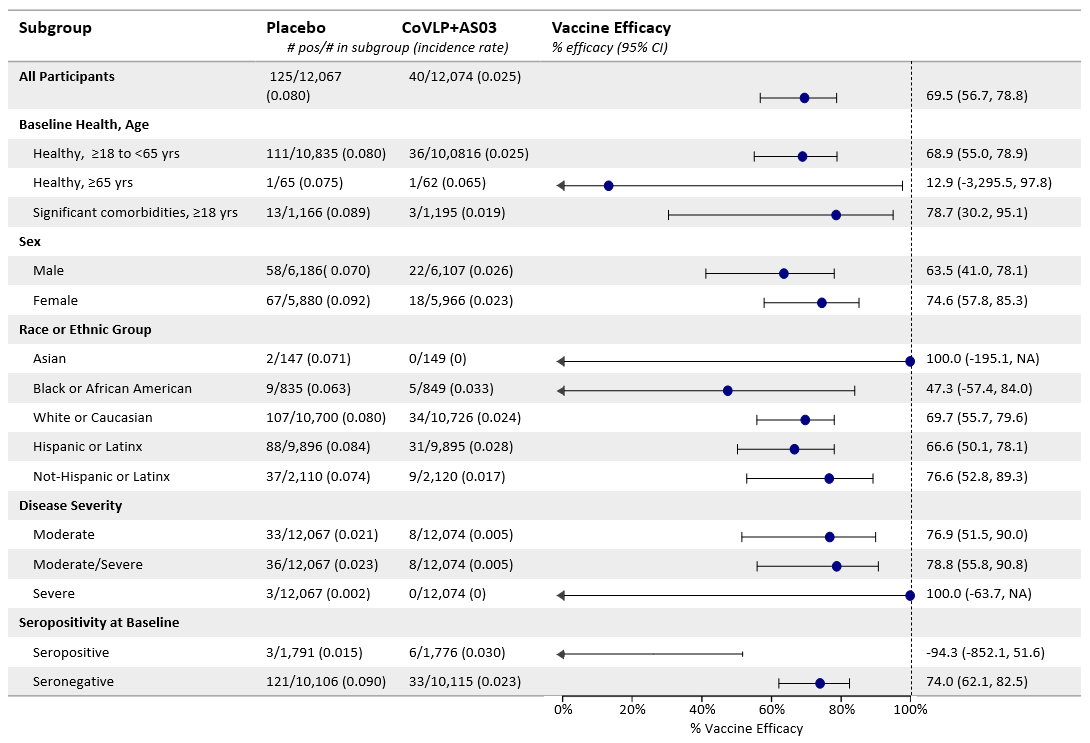 Subgroup Placebo CoVLP+AS03 Vaccine Efficacy
# pos/# in subgroup (incidence rate) % efficacy (95% CI)
All Participants 125/12,067 40/12,074 (0.025)
(0.080) 69.5 (56.7, 78.8)
Baseline Health, Age
Healthy, ≥18 to <65 yrs 111/10,835 (0.080) 36/10,0816 (0.025) 68.9 (55.0, 78.9)
Healthy, ≥65 yrs 1/65 (0.075) 1/62 (0.065) 12.9 (-3,295.5, 97.8)
Significant comorbidities, ≥18 yrs 13/1,166 (0.089) 3/1,195 (0.019) 78.7 (30.2, 95.1)
Sex
Male 58/6,186( 0.070) 22/6,107 (0.026) 63.5 (41.0, 78.1)
Female 67/5,880 (0.092) 18/5,966 (0.023) 74.6 (57.8, 85.3)
Race or Ethnic Group
Asian 2/147 (0.071) 0/149 (0) 100.0 (-195.1, NA)
Black or African American 9/835 (0.063) 5/849 (0.033) 47.3 (-57.4, 84.0)
White or Caucasian 107/10,700 (0.080) 34/10,726 (0.024) 69.7 (55.7, 79.6)
Hispanic or Latinx 88/9,896 (0.084) 31/9,895 (0.028) 66.6 (50.1, 78.1)
Not-Hispanic or Latinx 37/2,110 (0.074) 9/2,120 (0.017) 76.6 (52.8, 89.3)
Disease Severity
Moderate 33/12,067 (0.021) 8/12,074 (0.005) 76.9 (51.5, 90.0)
Moderate/Severe 36/12,067 (0.023) 8/12,074 (0.005) 78.8 (55.8, 90.8)
Severe 3/12,067 (0.002) 0/12,074 (0) 100.0 (-63.7, NA)
Seropositivity at Baseline
Seropositive 3/1,791 (0.015) 6/1,776 (0.030) -94.3 (-852.1, 51.6)
Seronegative 121/10,106 (0.090) 33/10,115 (0.023) 74.0 (62.1, 82.5)
0% 20% 40% 60% 80% 100%
% Vaccine Efficacy